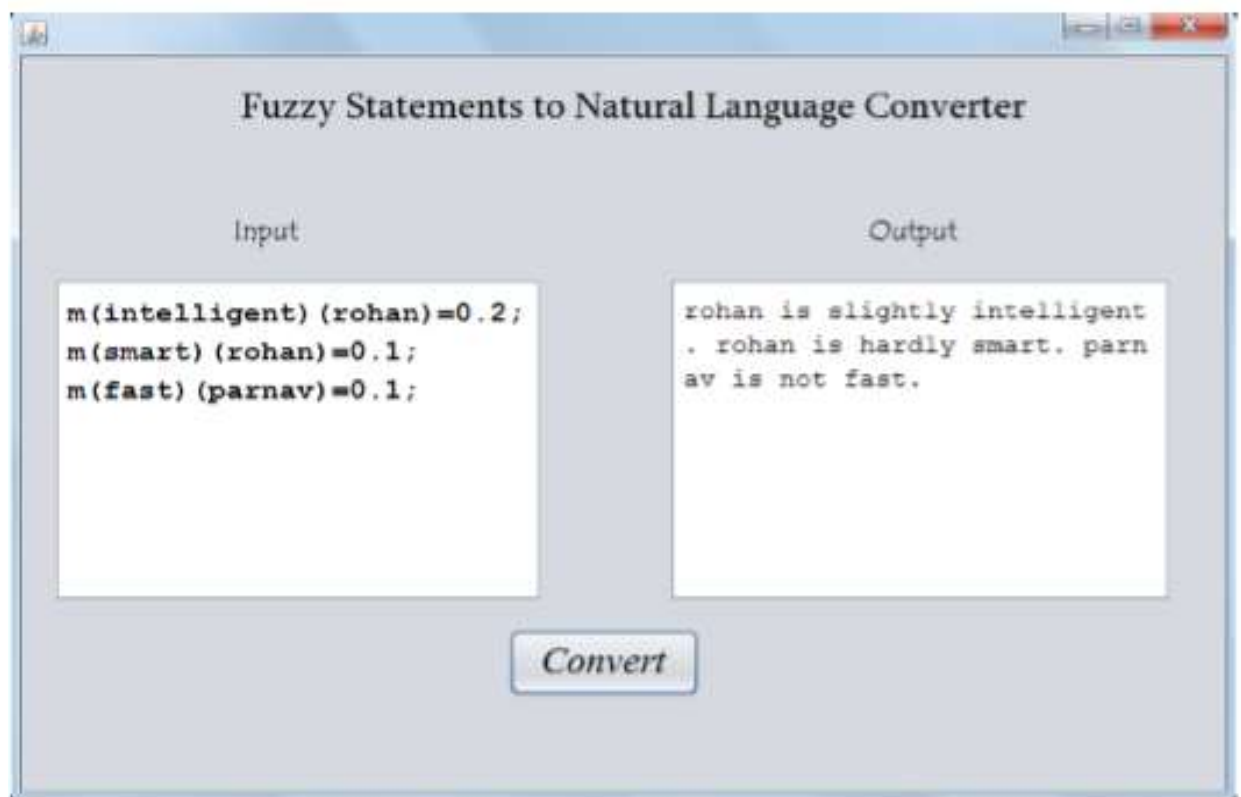 Fuzzy Statements to Natural Language Converter
Input
Output
m(intelligent)(rohan)=0.2;
m(smart)(rohan)=0.1;
m(fast)(parnav)=0.1;
rohan is slightly intelligent
. rohan is hardly smart. parn
av is not fast.
Convert